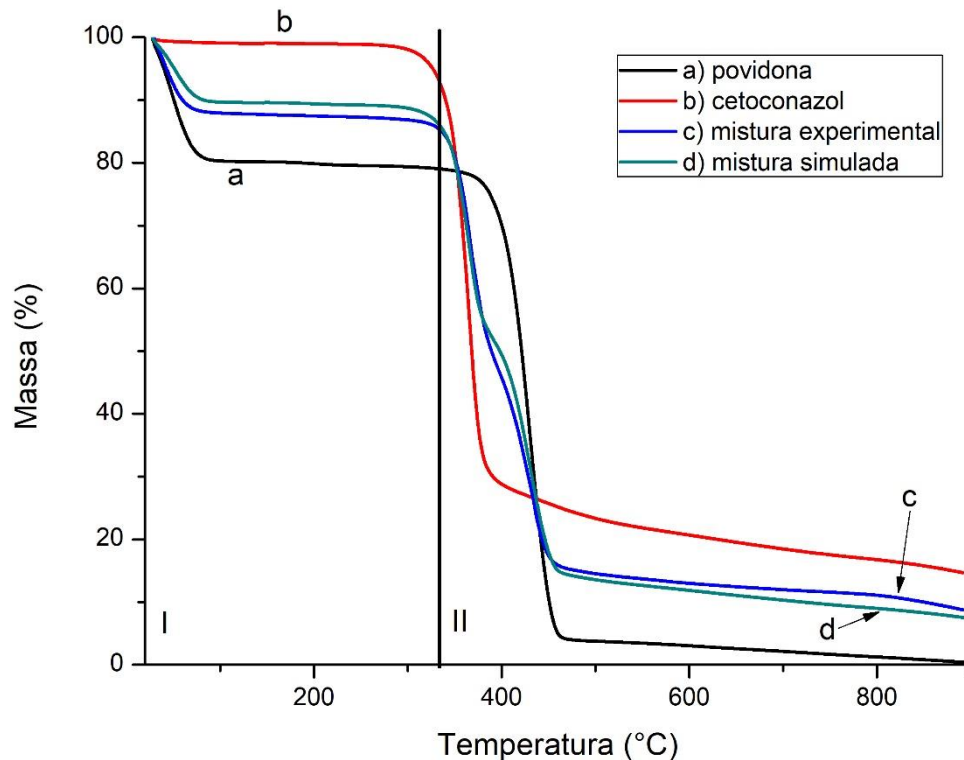 b
100
a) povidona
b) cetoconazol
c) mistura experimental
d) mistura simulada
80
a
60
Massa (%)
40
c
20
I
II
d
0
200
400
600
800
Temperatura (°C)